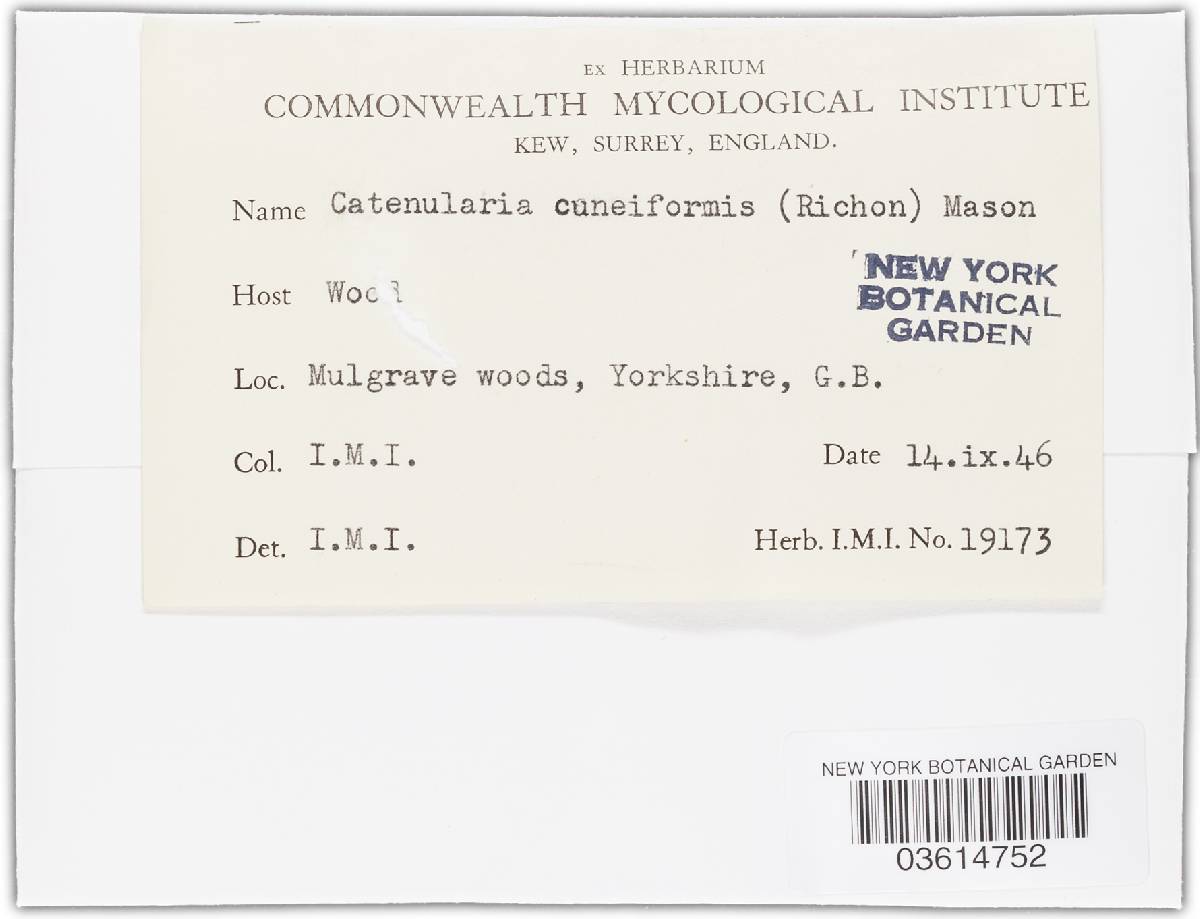 EX HERBARIUM
COMMONWEALTH MYCOLOGICAL INSTITUTE
KEW, SURREY, ENGLAND.
Name Catenularia cuneiformis (Richon) Mason
NEW YORK
BOTANICAL
GARDEN
Host Wood
Loc. Mulgrave woods, Yorkshire, G.B.
Col. I.M.I. Date 14.ix.46
Det. I.M.I. Herb. I.M.I. No. 19173
NEW YORK BOTANICAL GARDEN
03614752